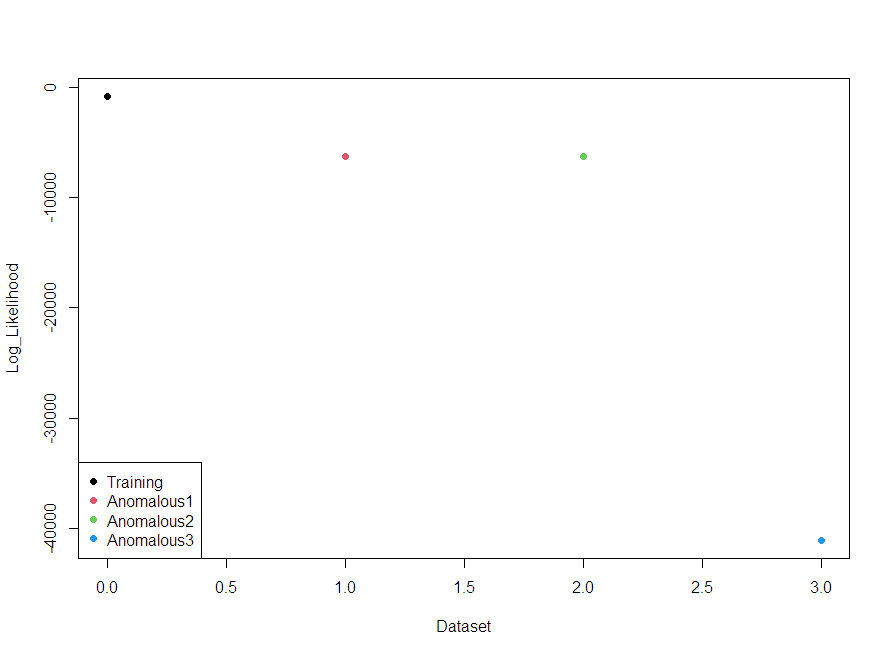 0
-10000
-20000
-30000
-40000
Log_Likelihood
Training
Anomalous1
Anomalous2
Anomalous3
0.0 0.5 1.0 1.5 2.0 2.5 3.0
Dataset